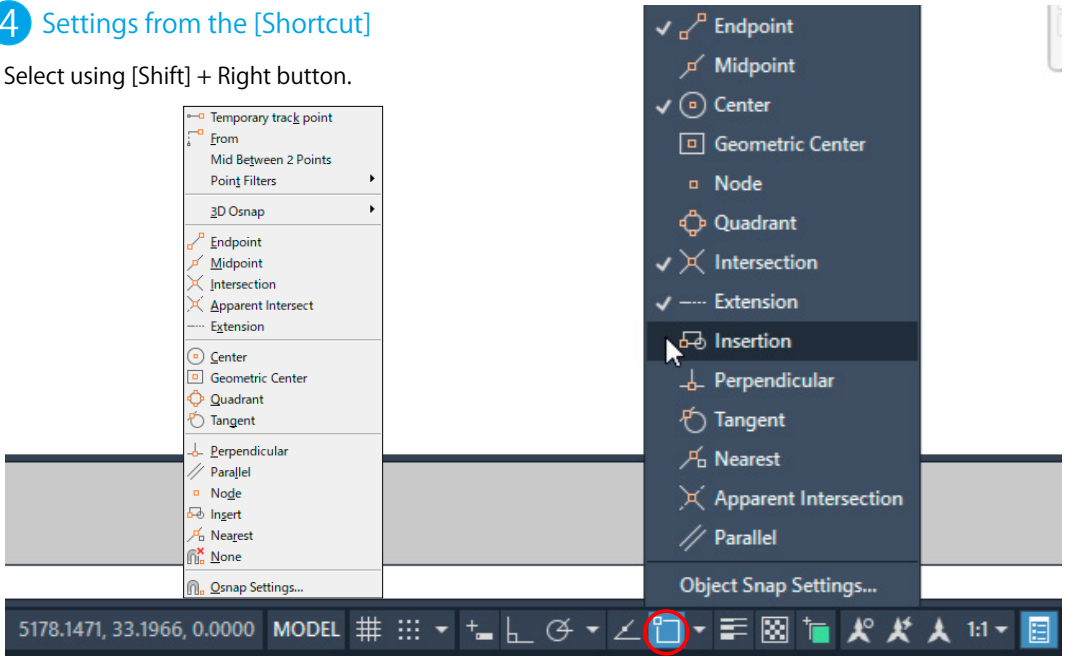 4 Settings from the [Shortcut]
Select using [Shift] + Right button.
Temporary track point
From
Mid Between 2 Points
Point Filters
3D Osnap
Endpoint
Midpoint
Intersection
Apparent Intersect
Extension
Center
Geometric Center
Quadrant
Tangent
Perpendicular
Parallel
Node
Insert
Nearest
None
Osnap Settings...
Endpoint
Midpoint
Center
Geometric Center
Node
Quadrant
Intersection
Extension
Insertion
Perpendicular
Tangent
Nearest
Apparent Intersection
Parallel
Object Snap Settings...
5178.1471, 33.1966, 0.0000 MODEL 1:1